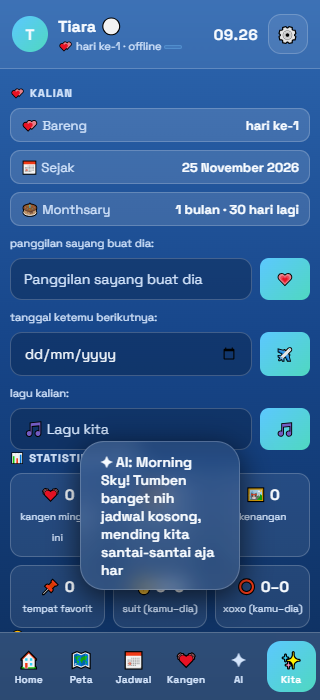 T
Tiara
hari ke-1 · offline
09.26
KALIAN
Bareng
hari ke-1
Sejak
25 November 2026
Monthsary
1 bulan · 30 hari lagi
panggilan sayang buat dia:
Panggilan sayang buat dia
tanggal ketemu berikutnya:
dd/mm/yyyy
lagu kalian:
Lagu kita
✦ AI: Morning
Sky! Tumben
banget nih
jadwal kosong,
mending kita
santai-santai aja
har
0
kangen
ini
0
kenangan
0
tempat favorit
suit (kamu–dia)
0–0
xoxo (kamu–dia)
Home
Peta
Jadwal
Kangen
AI
Kita